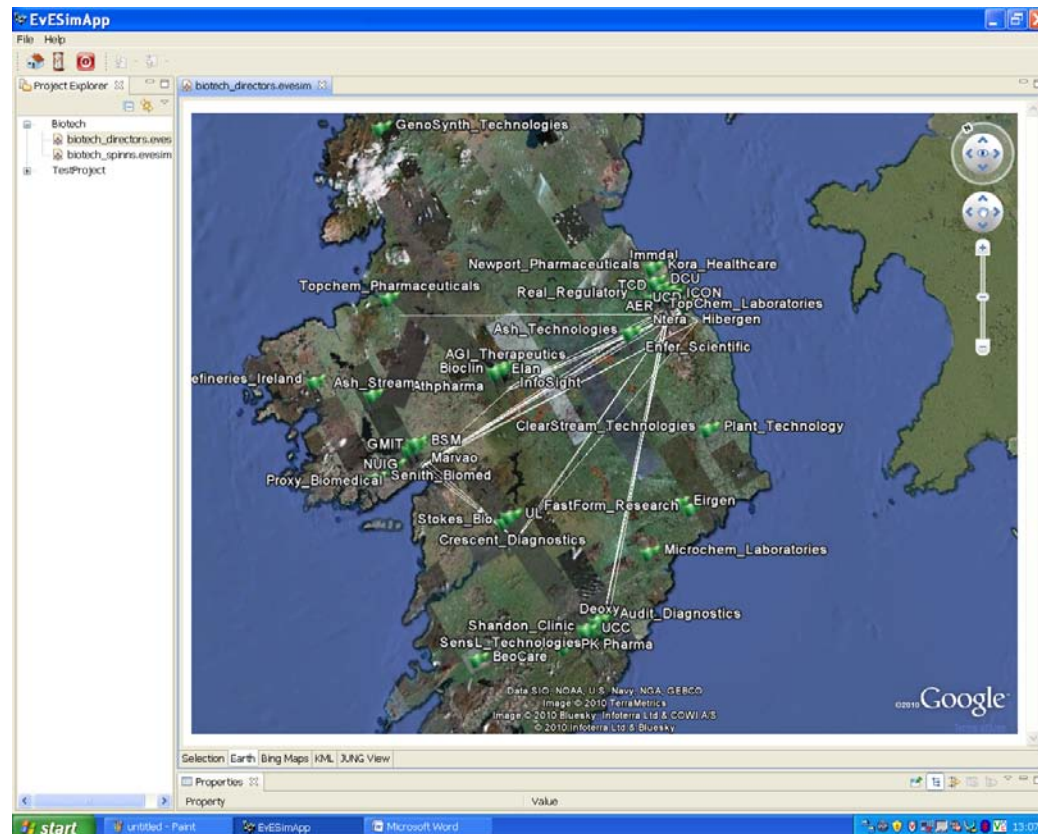 EvESimApp
File Help
Project Explorer
biotech_directors.evesim
Biotech
biotech_directors.eves
biotech_spinns.evesim
TestProject
GenoSynth_Technologies
Immdal
Newport_Pharmaceuticals
Kora_Healthcare
TCD
DCU
Topchem_Pharmaceuticals
Real_Regulatory
UCD
ICON
AER
TopChem_Laboratories
Ntera
Hibergen
Ash_Technologies
Enfer_Scientific
AGI_Therapeutics
Bioclin
Elan
efineries_Ireland
Ash_Stream
Athpharma
InfoSight
ClearStream_Technologies
Plant_Technology
GMIT
BSM
NUIG
Marvao
Proxy_Biomedical
Senith_Biomed
Stokes_Bio
UL
FastForm_Research
Eirgen
Crescent_Diagnostics
Microchem_Laboratories
Deoxy
Audit_Diagnostics
Shandon_Clinic
UCC
SensL_Technologies
PK Pharma
BeoCare
Data SIO, NOAA, U.S. Navy, NGA, GEBCO
Image © 2010 TerraMetrics
Image © 2010 Bluesky, Infoterra Ltd & COWI A/S
© 2010 Infoterra Ltd & Bluesky
©2010 Google
Selection Earth Bing Maps KML JUNG View
Properties
Property Value
start untitled - Paint EvESimApp Microsoft Word 13:07